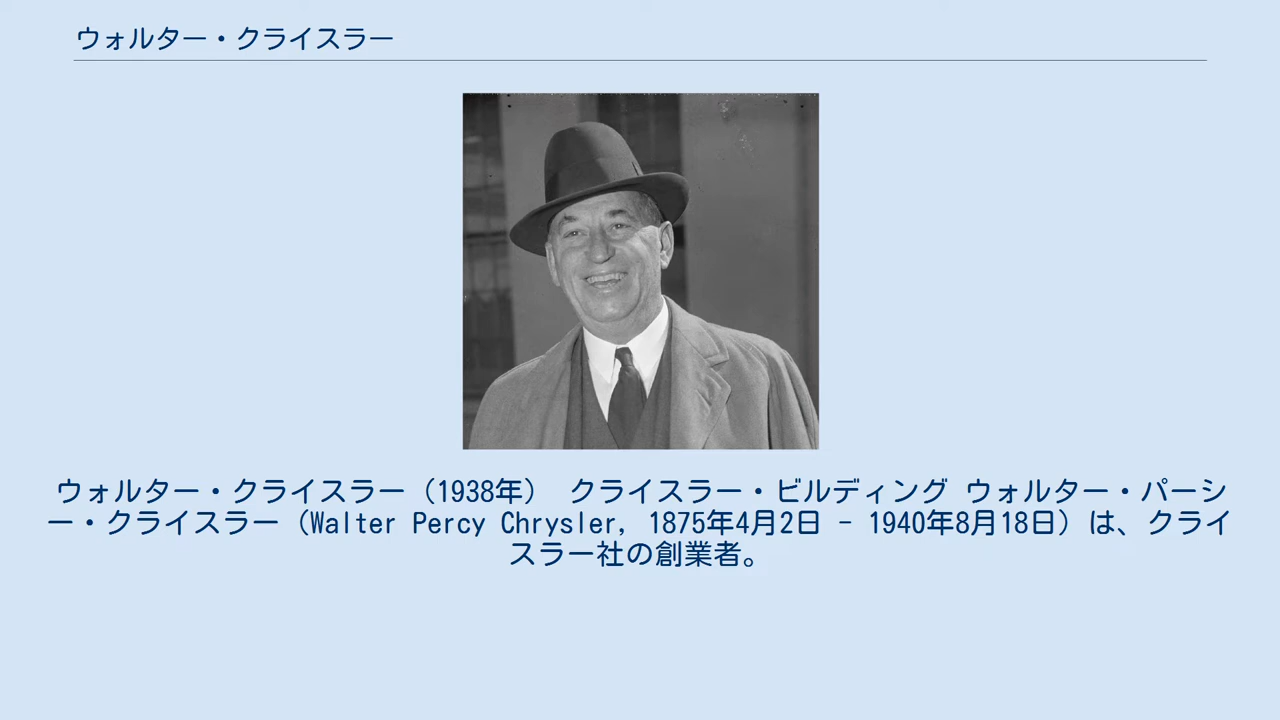 ウォルター・クライスラー
ウォルター・クライスラー（1938年）　クライスラー・ビルディング ウォルター・パーシ
ー・クライスラー（Walter Percy Chrysler, 1875年4月2日 - 1940年8月18日）は、クライ
スラー社の創業者。